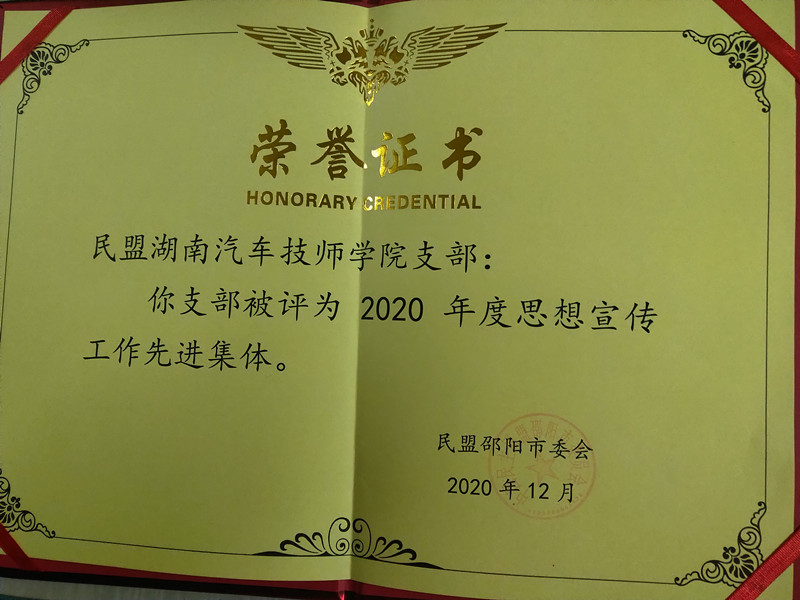 荣誉证书
HONORARY CREDENTIAL
民盟湖南汽车技师学院支部：
你支部被评为 2020 年度思想宣传
工作先进集体。
民盟邵阳市委会
2020 年 12 月